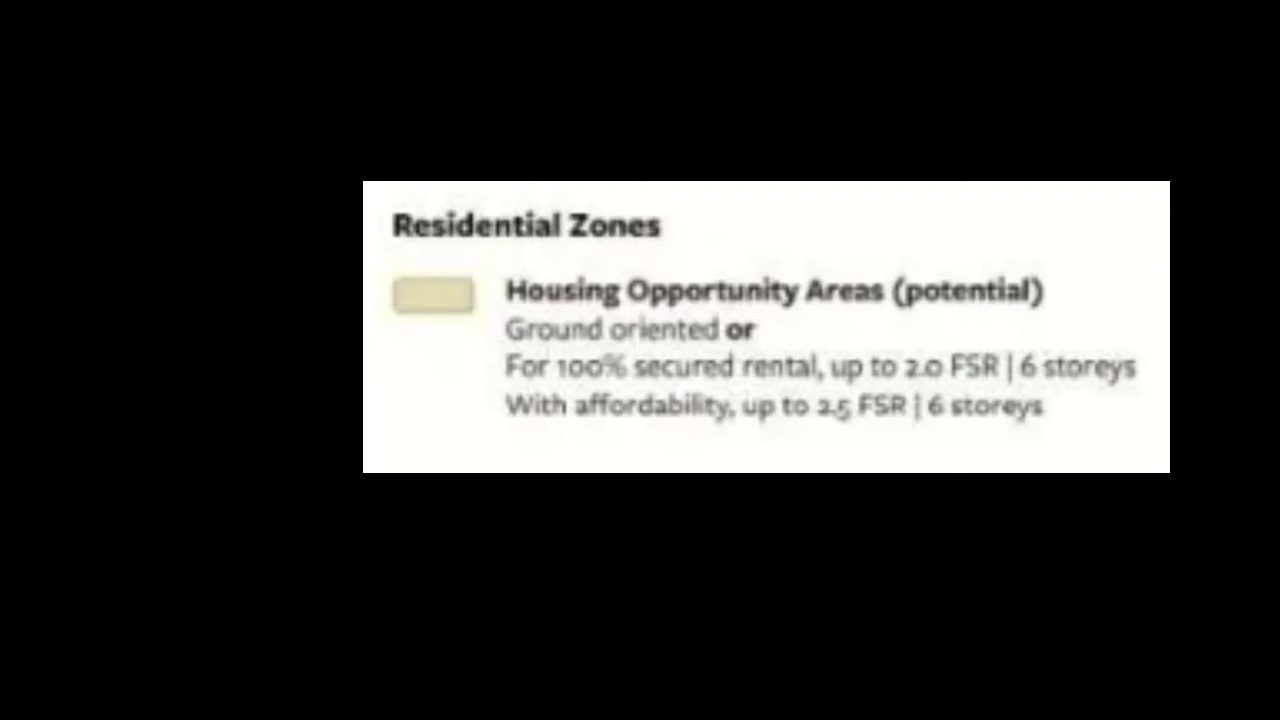 Residential Zones
Housing Opportunity Areas (potential)
Ground oriented or
For 100% secured rental, up to 2.0 FSR | 6 storeys
With affordability, up to 2.5 FSR | 6 storeys